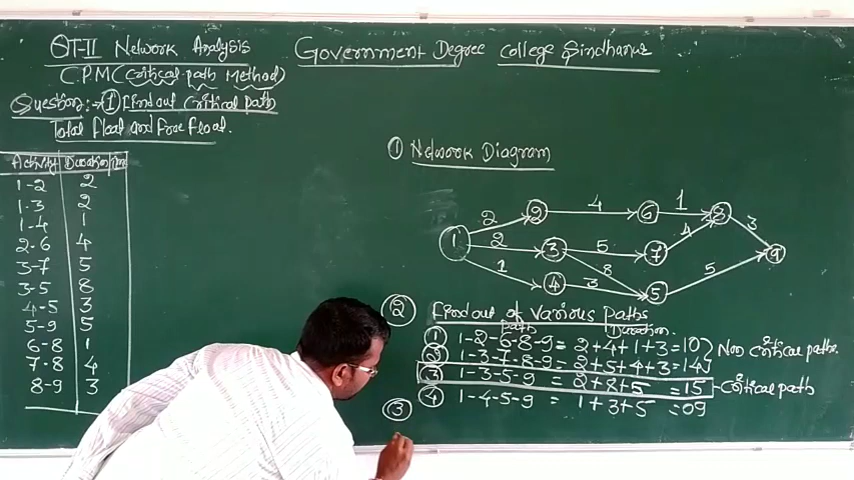 QT-II Network Analysis
Government Degree College Sindhanur
C.P.M (Critical path Method)
Question:- ① Find out Critical path
Total float and Free float.
Activity Duration
1-2 2
1-3 2
1-4 1
2-6 4
3-7 5
3-5 8
4-5 3
5-9 5
6-8 1
7-8 4
8-9 3
① Network Diagram
2 4 1
2 6 8
2 5 4 3
1 3 7 9
1 8 3 5
4 5
② Find out of Various Paths
Path Duration.
① 1-2-6-8-9 = 2+4+1+3=10
② 1-3-7-8-9 = 2+5+4+3=14
Non critical paths.
③ 1-3-5-9 = 2+8+5 =15 -Critical path
④ 1-4-5-9 = 1+3+5 =09
③